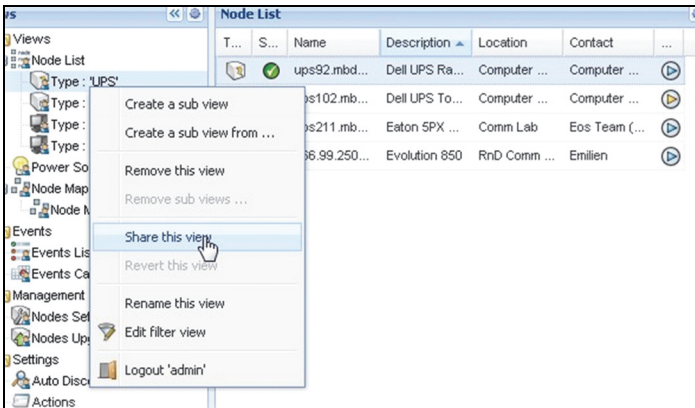 Node List
Views
Node List
Type : 'UPS'
Type :
Type :
Type :
Power So
Node Map
Node M
Events
Events Lis
Events Ca
Management
Nodes Set
Nodes Upg
Settings
Auto Disco
Actions
Create a sub view
Create a sub view from ...
Remove this view
Remove sub views ...
Share this view
Revert this view
Rename this view
Edit filter view
Logout 'admin'
T... S... Name Description Location Contact ...
ups92.mbd... Dell UPS Ra... Computer ... Computer ...
ps102.mb... Dell UPS To... Computer ... Computer ...
ps211.mb... Eaton 5PX ... Comm Lab Eos Team (...
66.99.250... Evolution 850 RnD Comm ... Emilien